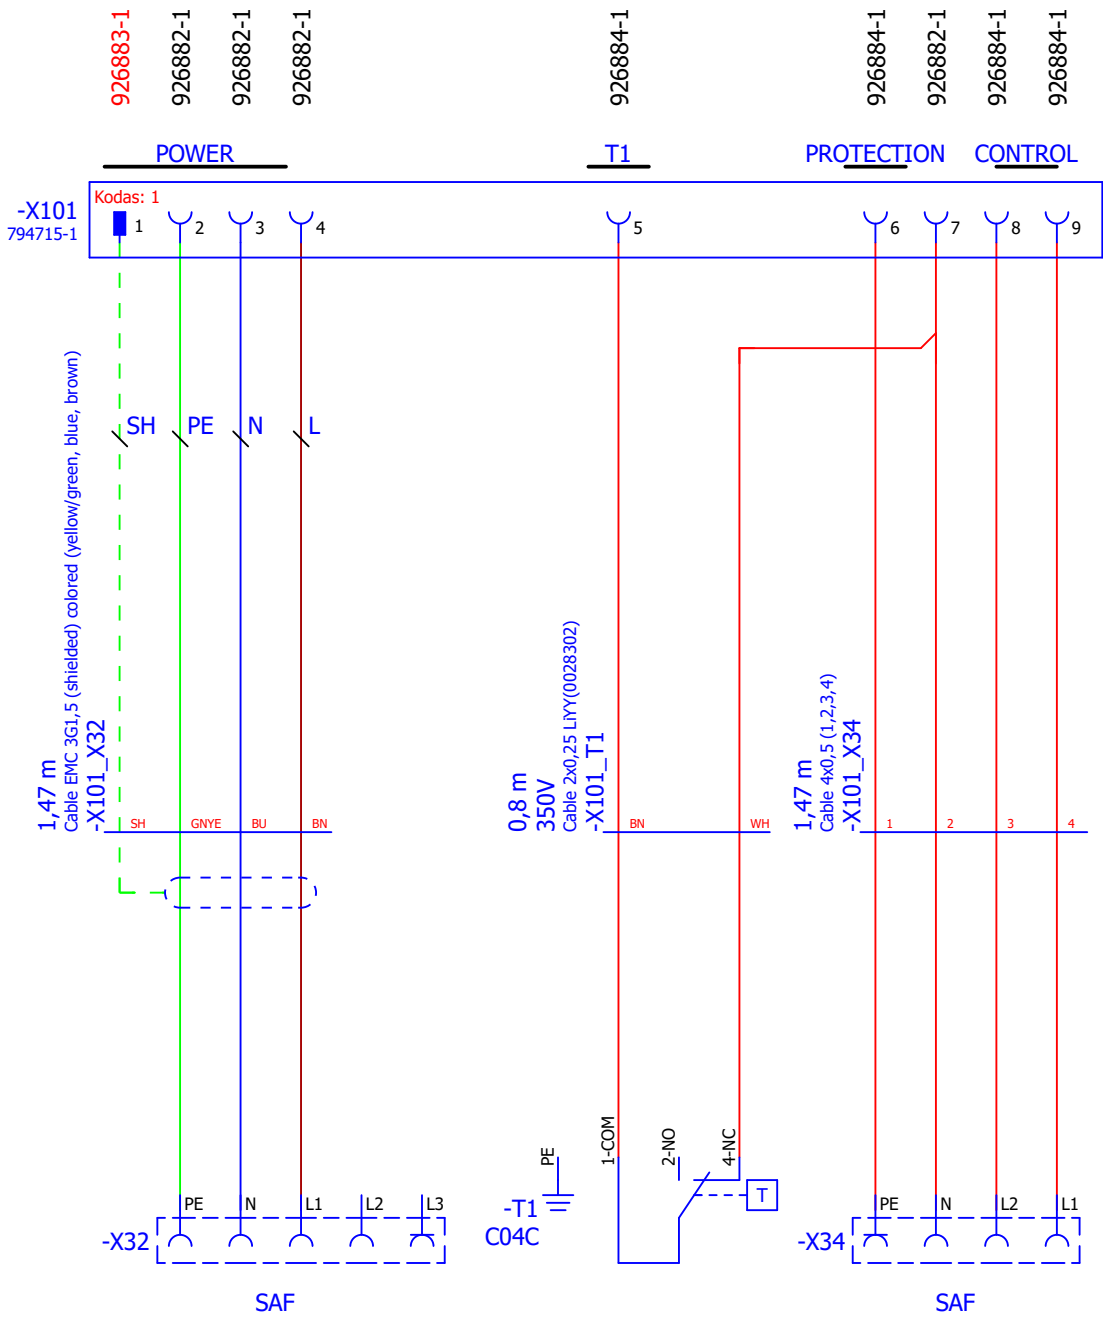 926883-1
926882-1
926882-1
926882-1
926884-1
926884-1
926882-1
926884-1
926884-1
POWER
T1
PROTECTION
CONTROL
-X101
794715-1
Kodas: 1
1
2
3
4
5
6
7
8
9
SH
PE
N
L
1,47 m
Cable EMC 3G1,5 (shielded) colored (yellow/green, blue, brown)
-X101_X32
SH
GNYE
BU
BN
0,8 m
350V
Cable 2x0,25 LiYY(0028302)
-X101_T1
BN
WH
1,47 m
Cable 4x0,5 (1,2,3,4)
-X101_X34
1
2
3
4
-X32
PE
N
L1
L2
L3
SAF
-T1
C04C
PE
1-COM
2-NO
4-NC
T
-X34
PE
N
L2
L1
SAF